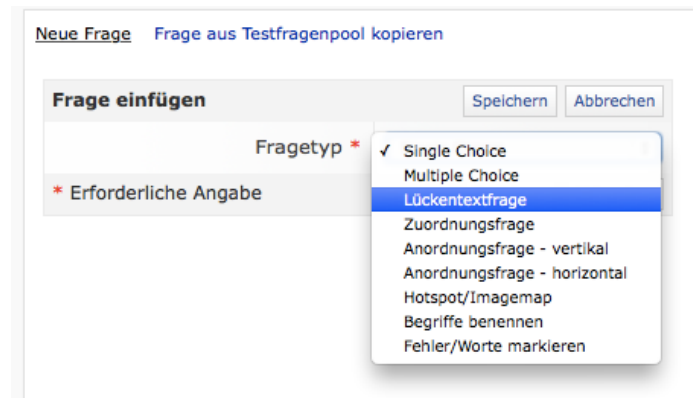 Neue Frage Frage aus Testfragenpool kopieren
Frage einfügen Speichern Abbrechen
Fragetyp * ✓ Single Choice
Multiple Choice
* Erforderliche Angabe
Lückentextfrage
Zuordnungsfrage
Anordnungsfrage - vertikal
Anordnungsfrage - horizontal
Hotspot/Imagemap
Begriffe benennen
Fehler/Worte markieren